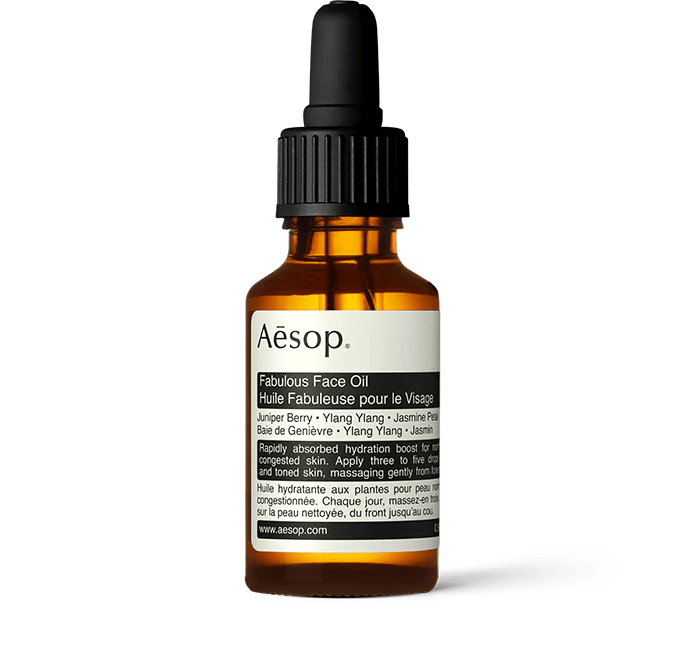 Aēsop®
Fabulous Face Oil
Huile Fabuleuse pour le Visage
Juniper Berry • Ylang Ylang • Jasmine Petal
Baie de Genièvre • Ylang Ylang • Jasmin
Rapidly absorbed hydration boost for
congested skin. Apply three to five drops
and toned skin, massaging gently from
Huile hydratante aux plantes pour peau
congestionnée. Chaque jour, massez-en trois
sur la peau nettoyée, du front jusqu’au cou.
www.aesop.com